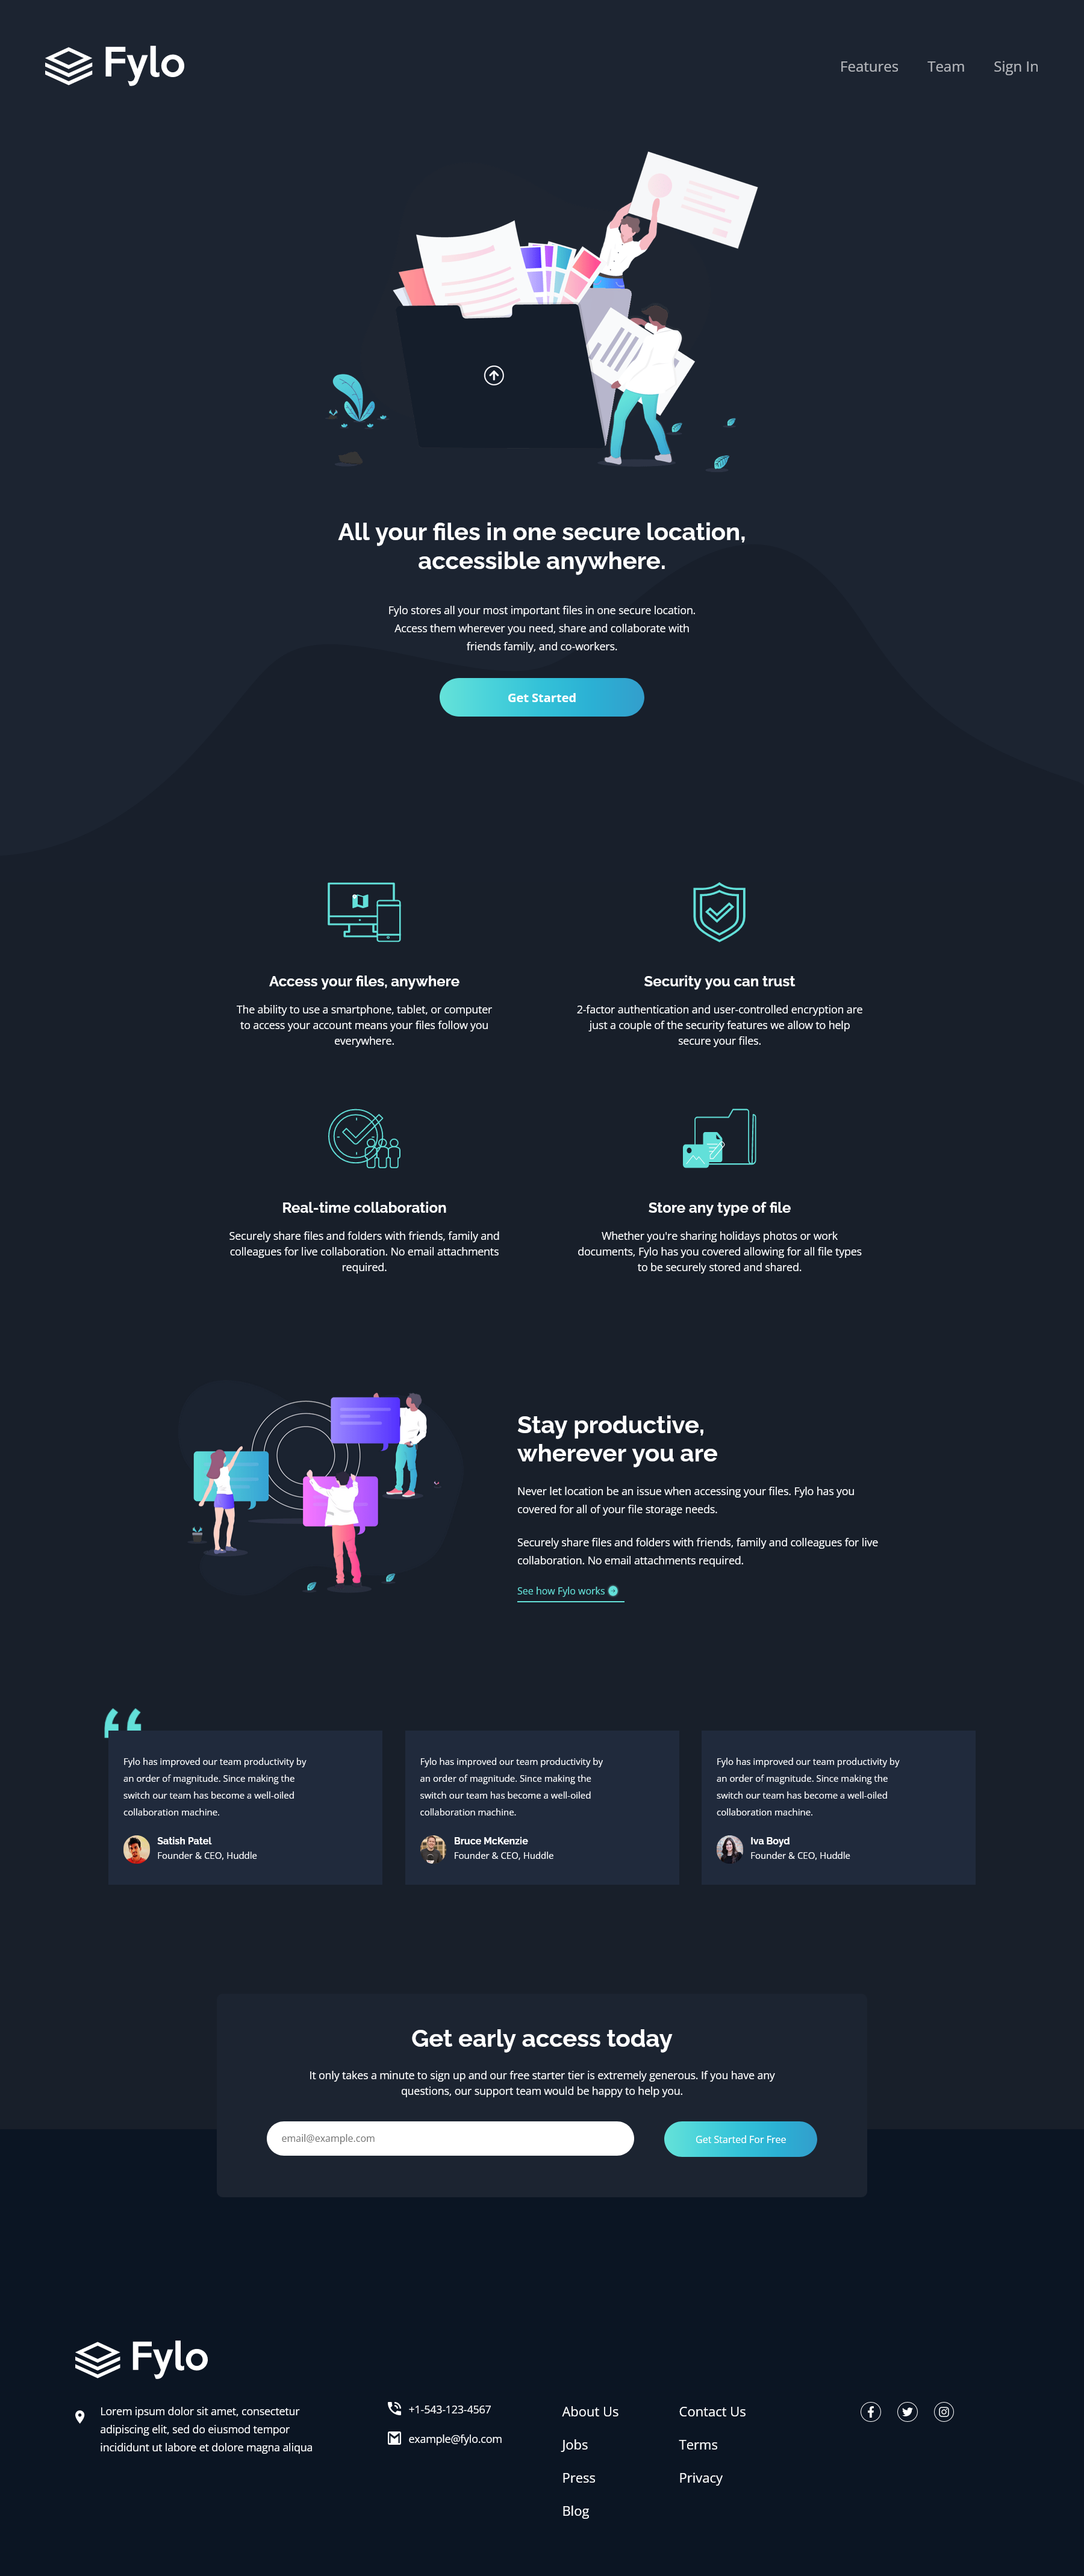 Fylo
Features Team Sign In
All your files in one secure location,
accessible anywhere.
Fylo stores all your most important files in one secure location.
Access them wherever you need, share and collaborate with
friends family, and co-workers.
Get Started
Access your files, anywhere
The ability to use a smartphone, tablet, or computer
to access your account means your files follow you
everywhere.
Security you can trust
2-factor authentication and user-controlled encryption are
just a couple of the security features we allow to help
secure your files.
Real-time collaboration
Securely share files and folders with friends, family and
colleagues for live collaboration. No email attachments
required.
Store any type of file
Whether you're sharing holidays photos or work
documents, Fylo has you covered allowing for all file types
to be securely stored and shared.
Stay productive,
wherever you are
Never let location be an issue when accessing your files. Fylo has you
covered for all of your file storage needs.
Securely share files and folders with friends, family and colleagues for live
collaboration. No email attachments required.
See how Fylo works
Fylo has improved our team productivity by
an order of magnitude. Since making the
switch our team has become a well-oiled
collaboration machine.
Satish Patel
Founder & CEO, Huddle
Fylo has improved our team productivity by
an order of magnitude. Since making the
switch our team has become a well-oiled
collaboration machine.
Bruce McKenzie
Founder & CEO, Huddle
Fylo has improved our team productivity by
an order of magnitude. Since making the
switch our team has become a well-oiled
collaboration machine.
Iva Boyd
Founder & CEO, Huddle
Get early access today
It only takes a minute to sign up and our free starter tier is extremely generous. If you have any
questions, our support team would be happy to help you.
email@example.com
Get Started For Free
Fylo
Lorem ipsum dolor sit amet, consectetur
adipiscing elit, sed do eiusmod tempor
incididunt ut labore et dolore magna aliqua
+1-543-123-4567
example@fylo.com
About Us
Jobs
Press
Blog
Contact Us
Terms
Privacy